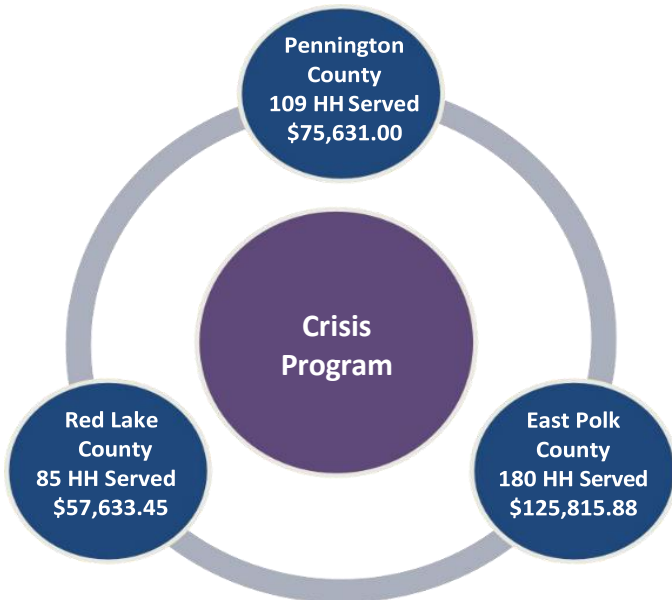 Pennington
County
109 HH Served
$75,631.00
Crisis
Program
Red Lake
County
85 HH Served
$57,633.45
East Polk
County
180 HH Served
$125,815.88